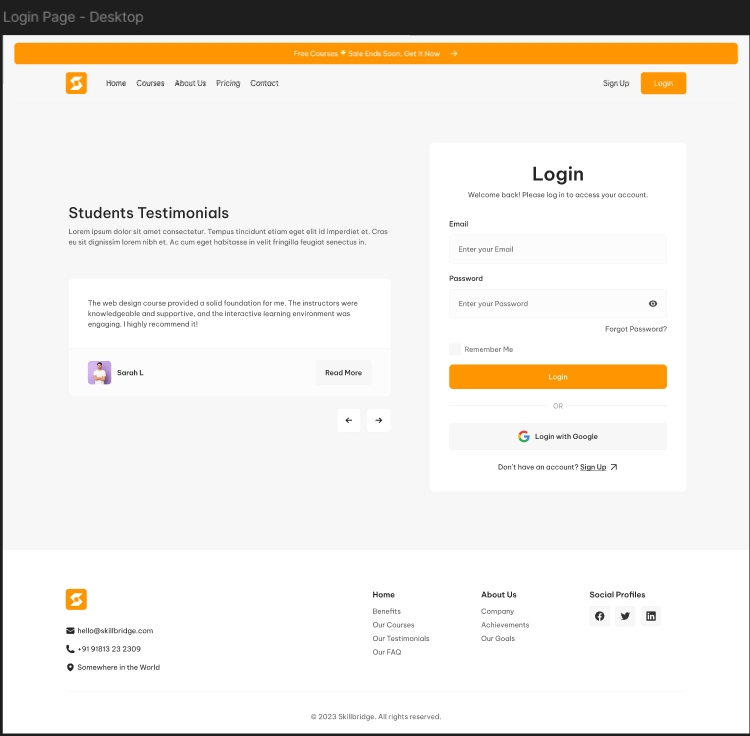 Login Page - Desktop
Free Courses 🌟 Sale Ends Soon, Get It Now →
Home Courses About Us Pricing Contact
Sign Up Login
Students Testimonials
Lorem ipsum dolor sit amet consectetur. Tempus tincidunt etiam eget elit id imperdiet et. Cras
eu sit dignissim lorem nibh et. Ac cum eget habitasse in velit fringilla feugiat senectus in.
The web design course provided a solid foundation for me. The instructors were
knowledgeable and supportive, and the interactive learning environment was
engaging. I highly recommend it!
Sarah L
Read More
Login
Welcome back! Please log in to access your account.
Email
Enter your Email
Password
Enter your Password
Forgot Password?
Remember Me
Login
OR
Login with Google
Don't have an account? Sign Up
hello@skillbridge.com
+91 91813 23 2309
Somewhere in the World
Home
Benefits
Our Courses
Our Testimonials
Our FAQ
About Us
Company
Achievements
Our Goals
Social Profiles
© 2023 Skillbridge. All rights reserved.